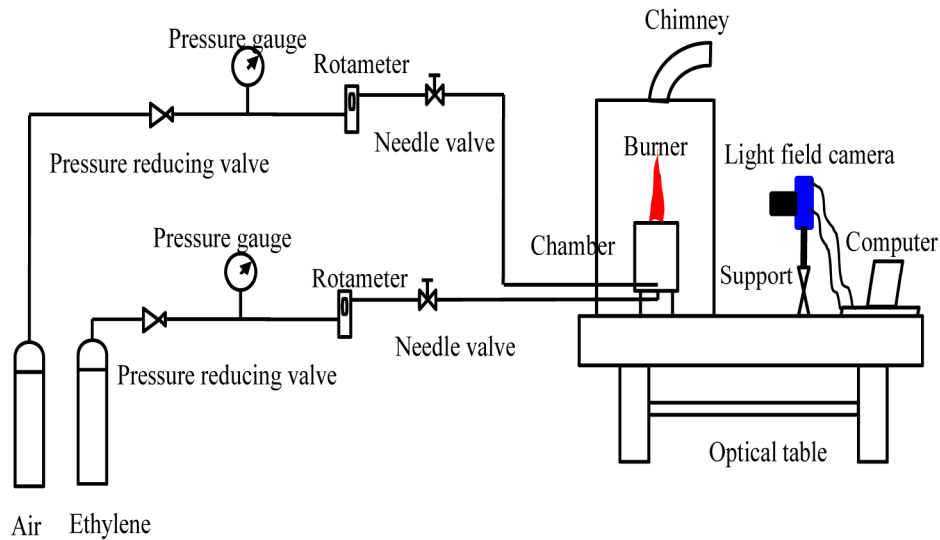 Chimney
Pressure gauge
Rotameter
Needle valve
Pressure reducing valve
Burner
Light field camera
Chamber
Computer
Support
Pressure gauge
Rotameter
Needle valve
Pressure reducing valve
Optical table
Air
Ethylene